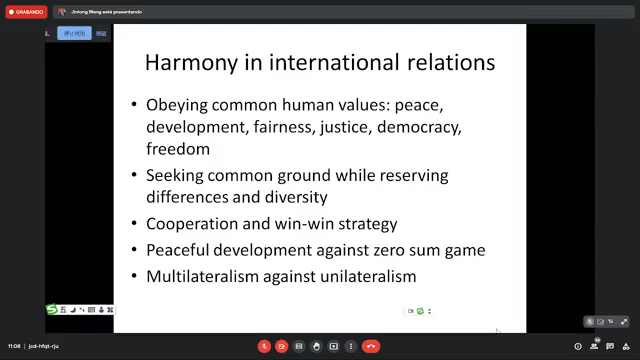 GRABANDO
Jinlong Wang está presentando
Harmony in international relations
• Obeying common human values: peace,
development, fairness, justice, democracy,
freedom
• Seeking common ground while reserving
differences and diversity
• Cooperation and win-win strategy
• Peaceful development against zero sum game
• Multilateralism against unilateralism
五
11:08 jcd-hfqt-rju